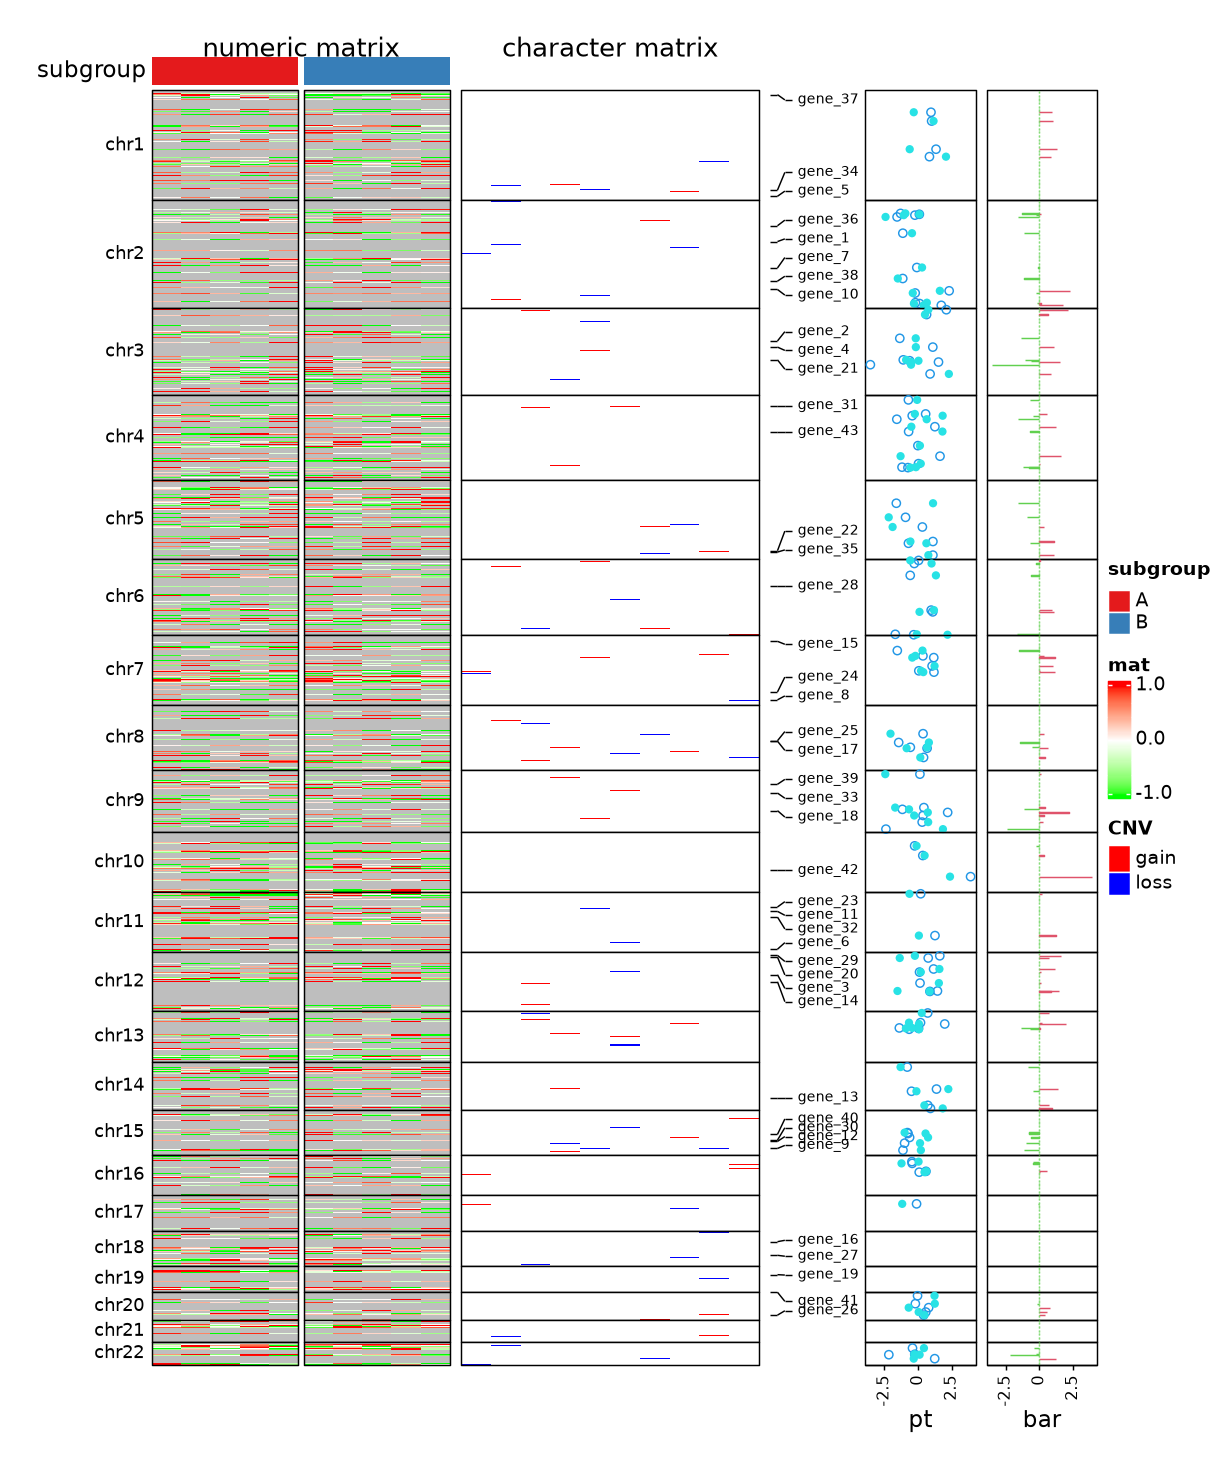 numeric matrix
character matrix
subgroup
chr1
chr2
chr3
chr4
chr5
chr6
chr7
chr8
chr9
chr10
chr11
chr12
chr13
chr14
chr15
chr16
chr17
chr18
chr19
chr20
chr21
chr22
gene_37
gene_34
gene_5
gene_36
gene_1
gene_7
gene_38
gene_10
gene_2
gene_4
gene_21
gene_31
gene_43
gene_22
gene_35
gene_28
gene_15
gene_24
gene_8
gene_25
gene_17
gene_39
gene_33
gene_18
gene_42
gene_23
gene_11
gene_32
gene_6
gene_29
gene_20
gene_3
gene_14
gene_13
gene_40
gene_30
gene_12
gene_9
gene_16
gene_27
gene_19
gene_41
gene_26
-2.5
0
2.5
pt
-2.5
0
2.5
bar
subgroup
A
B
mat
1.0
0.0
-1.0
CNV
gain
loss